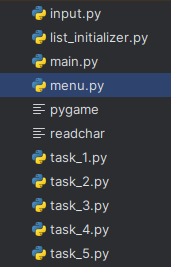 input.py
list_initializer.py
main.py
menu.py
pygame
readchar
task_1.py
task_2.py
task_3.py
task_4.py
task_5.py